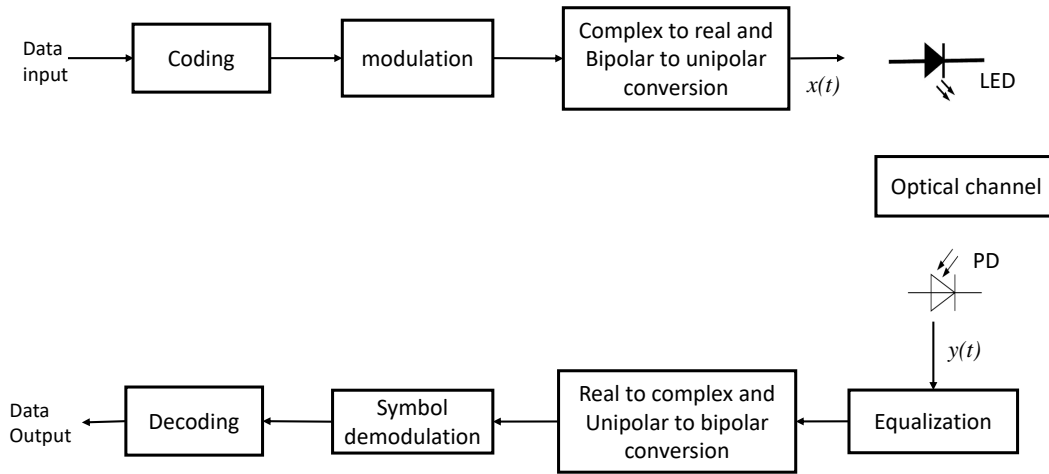 Data
input
Coding
modulation
Complex to real and
Bipolar to unipolar
conversion
x(t)
LED
Optical channel
PD
y(t)
Equalization
Real to complex and
Unipolar to bipolar
conversion
Symbol
demodulation
Decoding
Data
Output